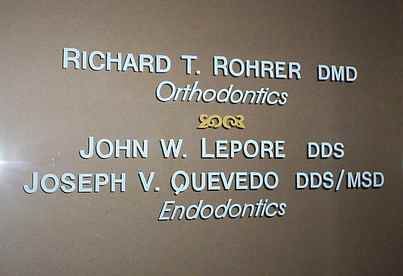 RICHARD T. ROHRER DMD
Orthodontics
JOHN W. LEPORE DDS
JOSEPH V. QUEVEDO DDS/MSD
Endodontics